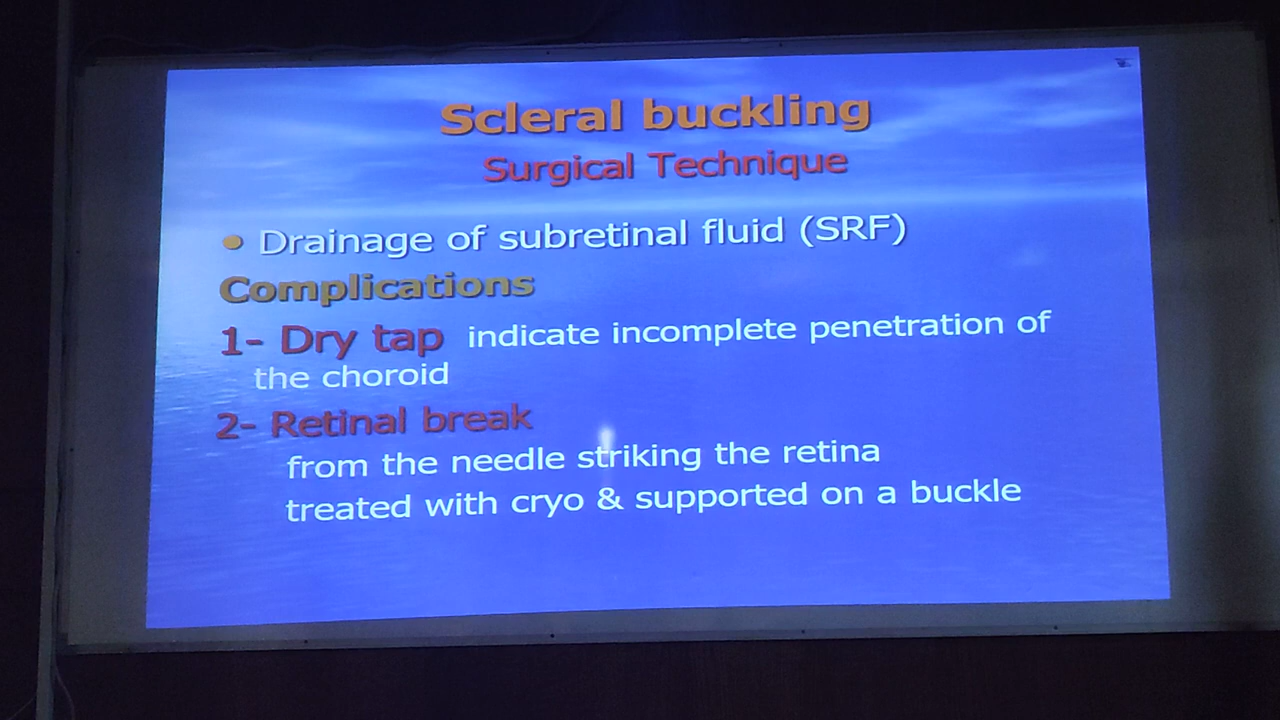 Scleral buckling
Surgical Technique
• Drainage of subretinal fluid (SRF)
Complications
1- Dry tap indicate incomplete penetration of
the choroid
2- Retinal break
from the needle striking the retina
treated with cryo & supported on a buckle